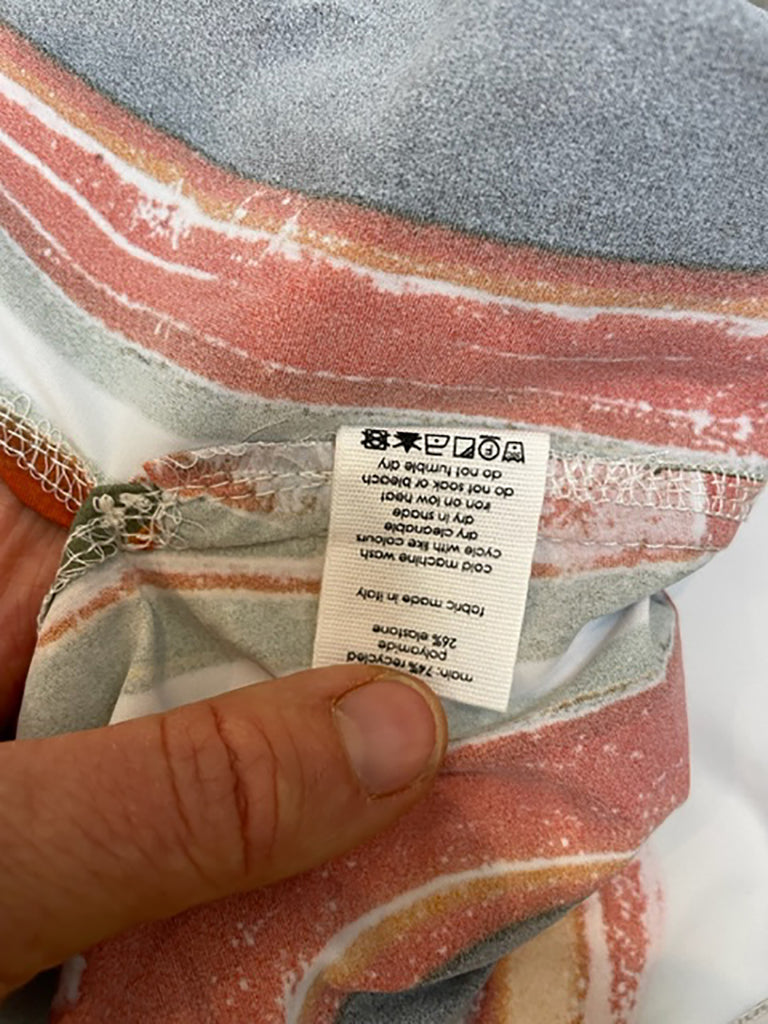 main: 74% recycled
polyamide
26% elastane
fabric made in italy
cold machine wash
cycle with like colours
dry cleanable
dry in shade
iron on low heat
do not soak or bleach
do not tumble dry